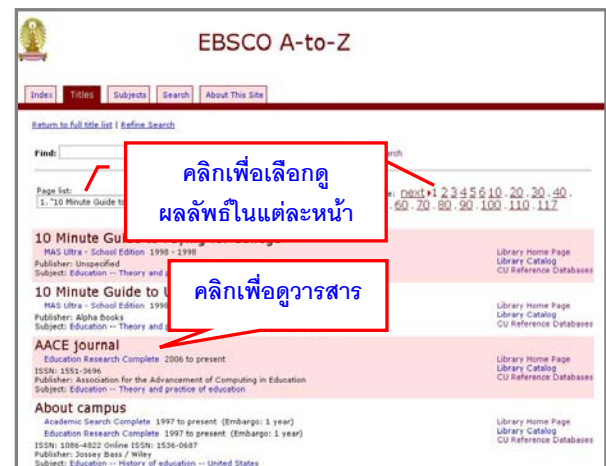 EBSCO A-to-Z
Index Titles Subjects Search About This Site
Return to full title list | Refine Search
Find:
คลิกเพื่อเลือกดู
ผลลัพธ์ในแต่ละหน้า
Page list:
1. "10 Minute Guide to
next 1 2 3 4 5 6 10 . 20 . 30 . 40 .
. 60 . 70 . 80 . 90 . 100 . 110 . 117
10 Minute
MAS Ultra - School Edition 1998 - 1998
Publisher: Unspecified
Subject: Education -- Theory and
Library Home Page
Library Catalog
CU Reference Databases
คลิกเพื่อดูวารสาร
10 Minute Guide to
MAS Ultra - School Edition
Publisher: Alpha Books
Subject: Education -- Theory and
Library Home Page
Library Catalog
CU Reference Databases
AACE journal
Education Research Complete 2006 to present
ISSN: 1551-3696
Publisher: Association for the Advancement of Computing in Education
Subject: Education -- Theory and practice of education
Library Home Page
Library Catalog
CU Reference Databases
About campus
Academic Search Complete 1997 to present (Embargo: 1 year)
Education Research Complete 1997 to present (Embargo: 1 year)
ISSN: 1086-4822 Online ISSN: 1536-0687
Publisher: Jossey Bass / Wiley
Subject: Education -- History of education -- United States
Library Home Page
Library Catalog
CU Reference Databases